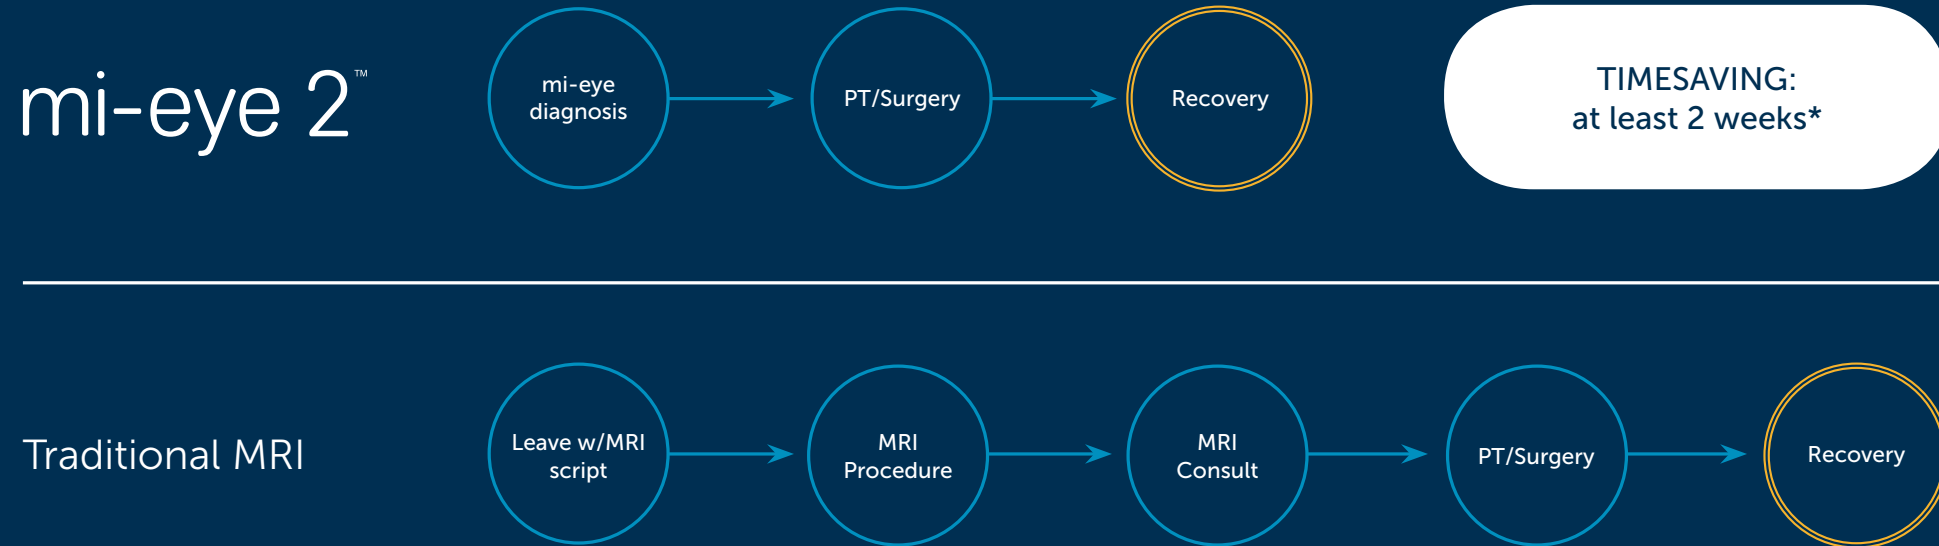 mi-eye 2™
mi-eye
diagnosis
PT/Surgery
Recovery
TIMESAVING:
at least 2 weeks*
Traditional MRI
Leave w/MRI
script
MRI
Procedure
MRI
Consult
PT/Surgery
Recovery